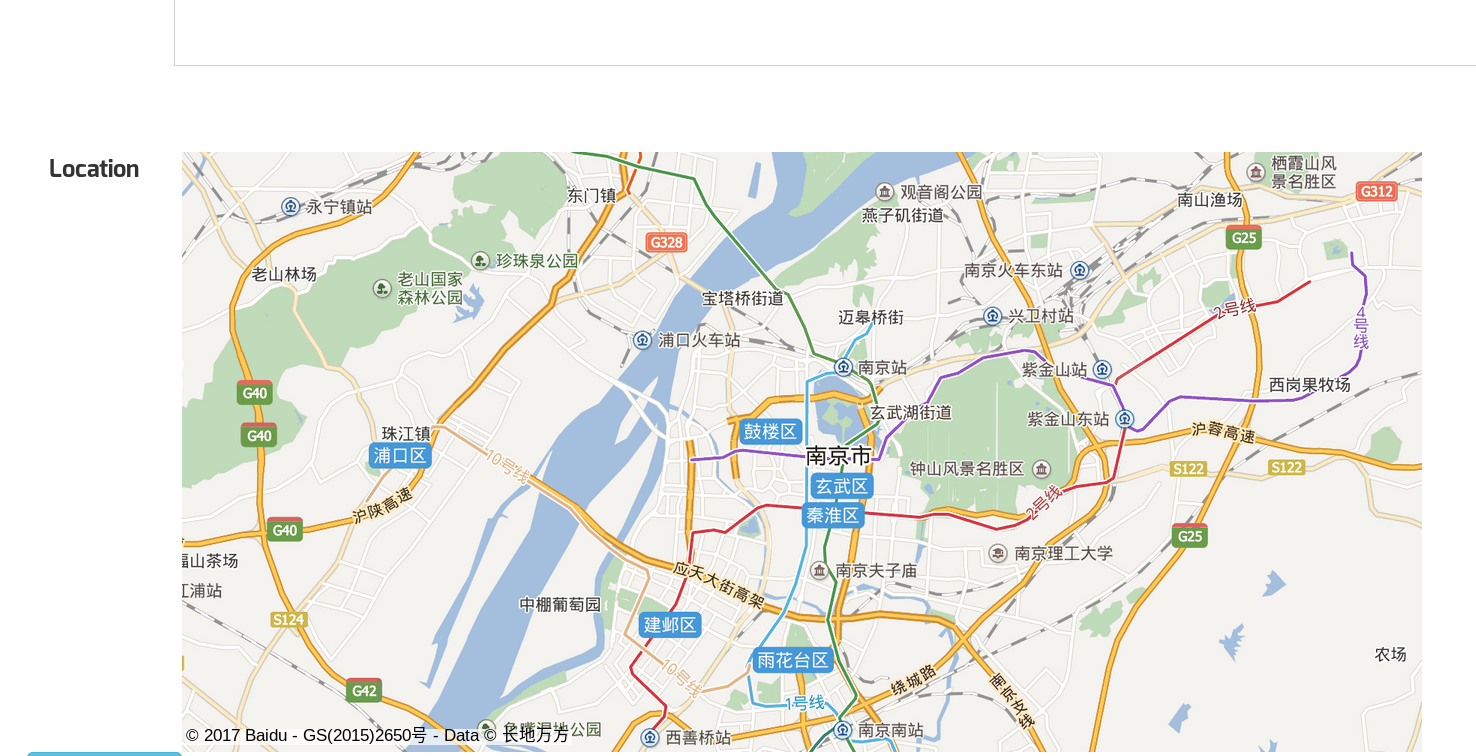 Location
栖霞山风
景名胜区
G312
永宁镇站
东门镇
观音阁公园
燕子矶街道
南山渔场
G328
G25
老山林场
老山国家
森林公园
珍珠泉公园
宝塔桥街道
南京火车东站
2号线
4号线
浦口火车站
迈皋桥街
兴卫村站
南京站
紫金山站
西岗果牧场
G40
玄武湖街道
紫金山东站
G40
珠江镇
鼓楼区
沪蓉高速
浦口区
10号线
南京市
钟山风景名胜区
S122
S122
玄武区
沪陕高速
秦淮区
2号线
G40
G25
福山茶场
南京理工大学
应天大街高架
南京夫子庙
江浦站
中棚葡萄园
S124
建邺区
雨花台区
农场
10号线
G42
绕城路
南京支线
1号线
西善桥站
南京南站
© 2017 Baidu - GS(2015)2650号 - Data © 长地万方